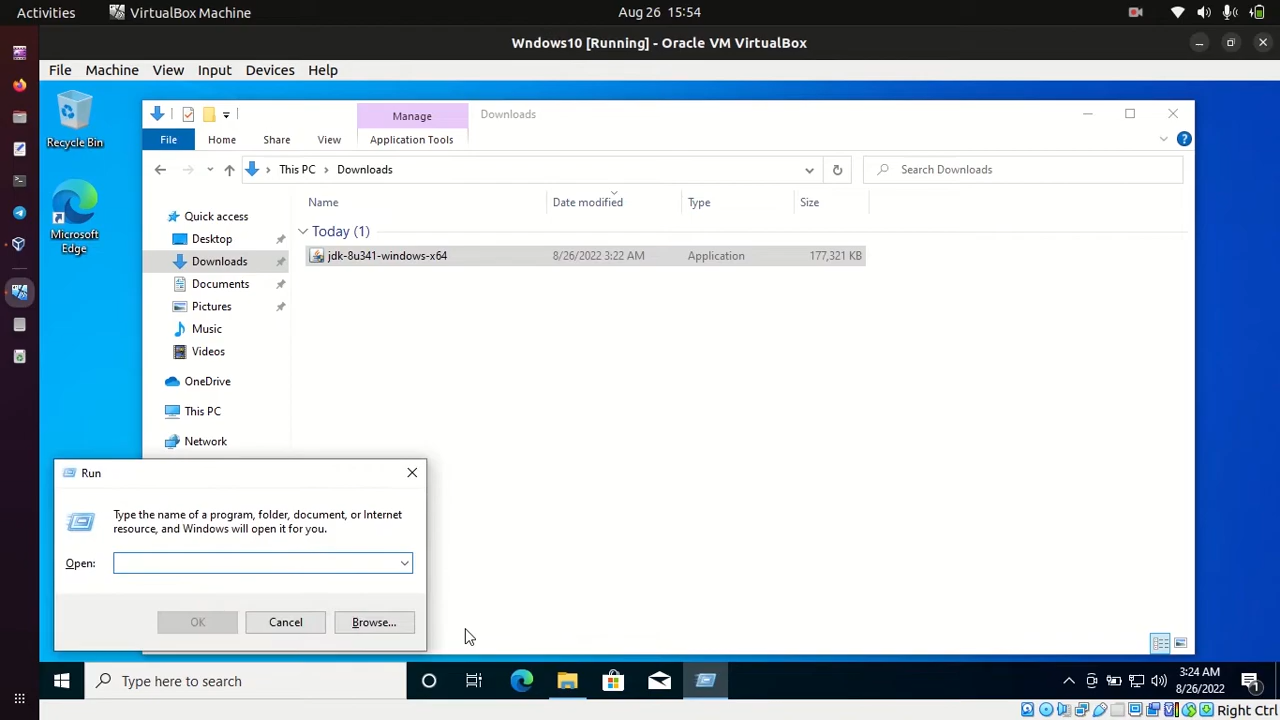 Activities
VirtualBox Machine
Aug 26 15:54
Wndows10 [Running] - Oracle VM VirtualBox
File Machine View Input Devices Help
Recycle Bin
Microsoft Edge
Manage
Downloads
File Home Share View Application Tools
This PC > Downloads
Search Downloads
Name Date modified Type Size
Quick access
Desktop
Downloads
Documents
Pictures
Music
Videos
OneDrive
This PC
Network
Today (1)
jdk-8u341-windows-x64 8/26/2022 3:22 AM Application 177,321 KB
Run
Type the name of a program, folder, document, or Internet
resource, and Windows will open it for you.
Open:
OK Cancel Browse...
Type here to search
3:24 AM
8/26/2022
1
Right Ctrl